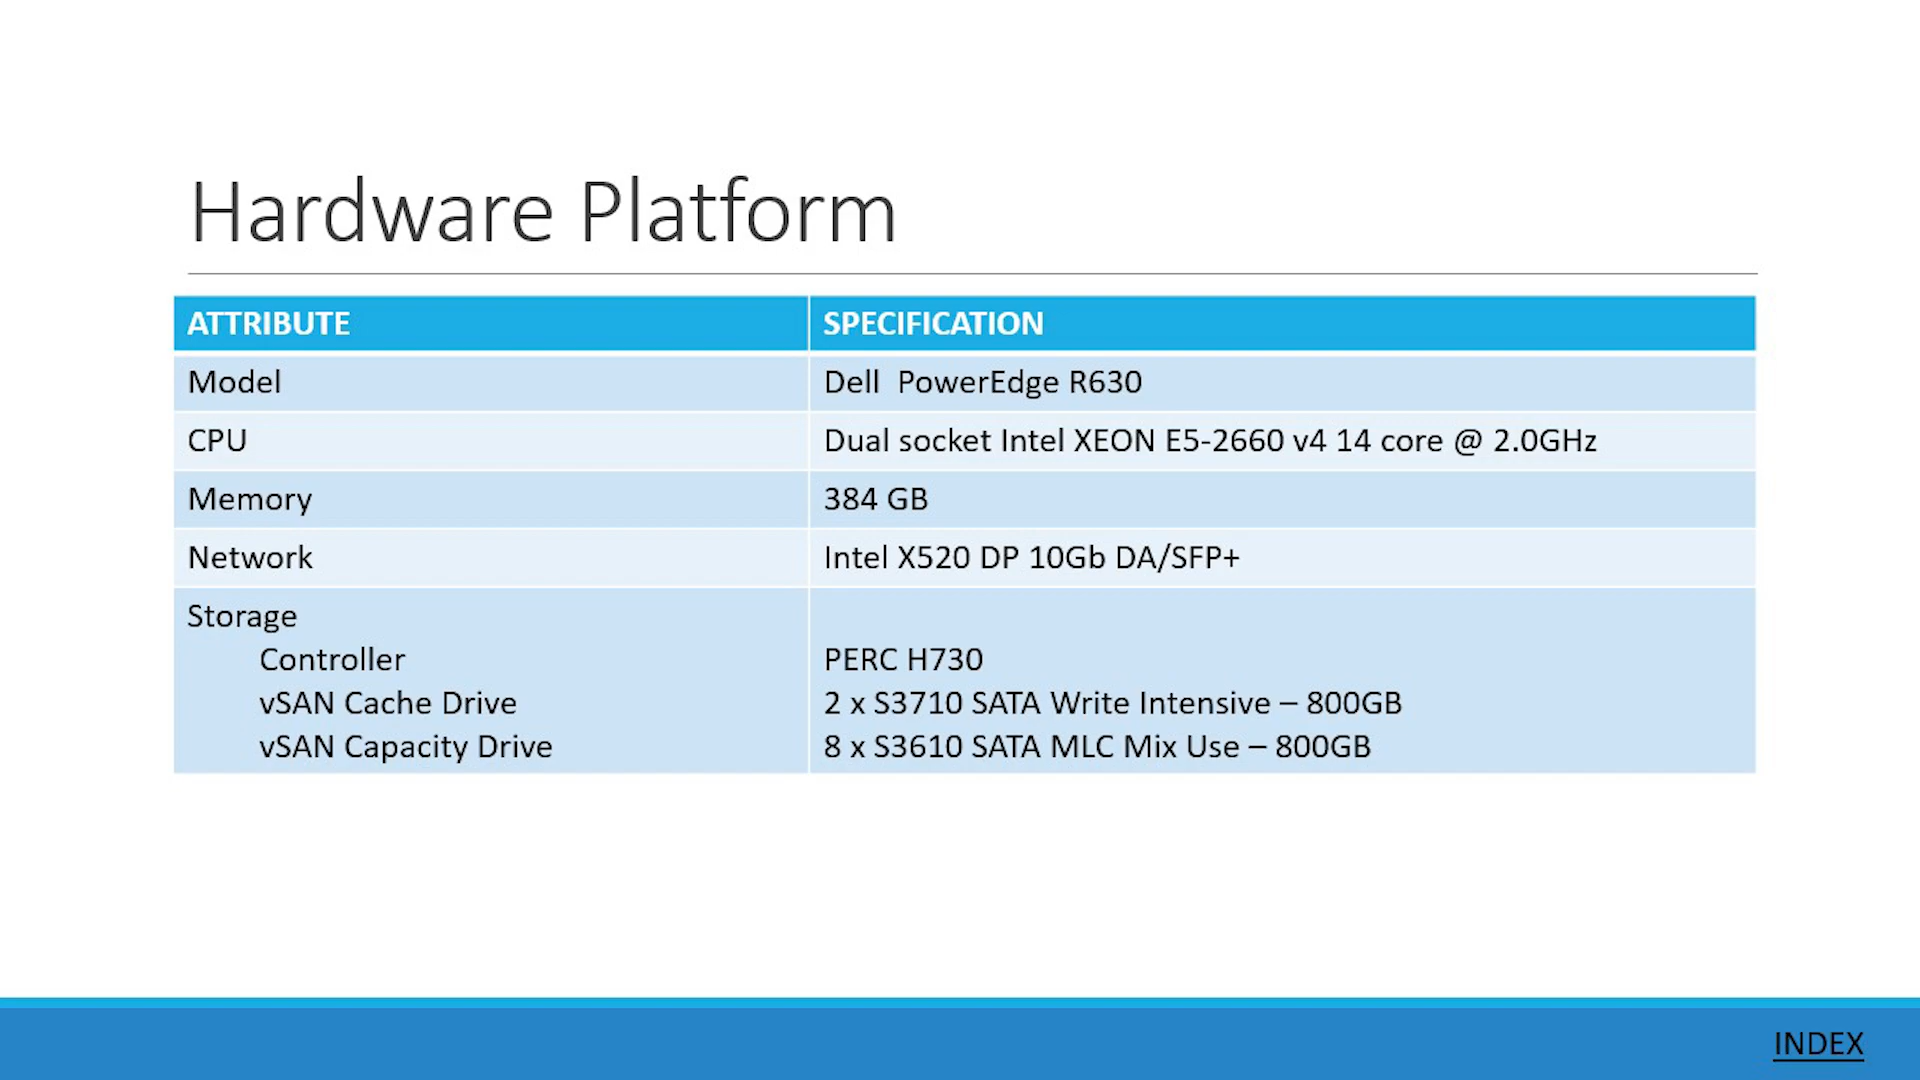 Hardware Platform
ATTRIBUTE SPECIFICATION
Model Dell PowerEdge R630
CPU Dual socket Intel XEON E5-2660 v4 14 core @ 2.0GHz
Memory 384 GB
Network Intel X520 DP 10Gb DA/SFP+
Storage
Controller PERC H730
vSAN Cache Drive 2 x S3710 SATA Write Intensive – 800GB
vSAN Capacity Drive 8 x S3610 SATA MLC Mix Use – 800GB
INDEX